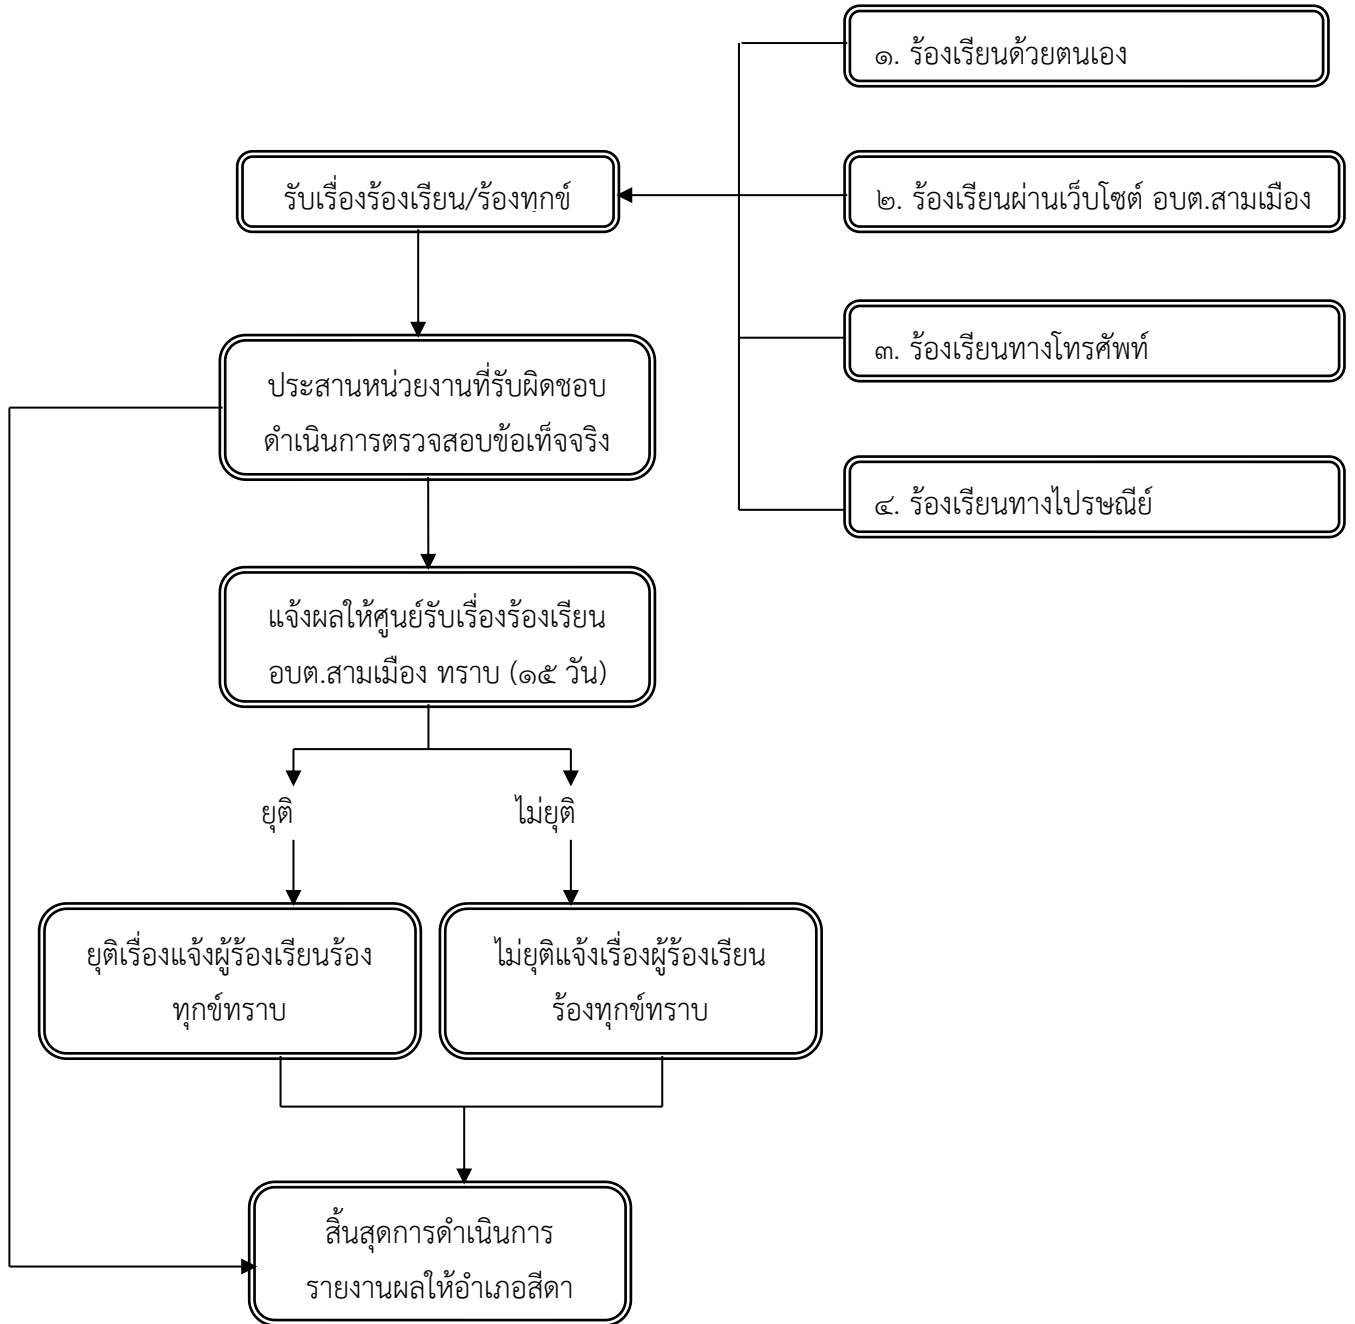 ๑. ร้องเรียนด้วยตนเอง
รับเรื่องร้องเรียน/ร้องทุกข์
๒. ร้องเรียนผ่านเว็บไซต์ อบต.สามเมือง
๓. ร้องเรียนทางโทรศัพท์
ประสานหน่วยงานที่รับผิดชอบ
ดำเนินการตรวจสอบข้อเท็จจริง
๔. ร้องเรียนทางไปรษณีย์
แจ้งผลให้ศูนย์รับเรื่องร้องเรียน
อบต.สามเมือง ทราบ (๑๕ วัน)
ยุติ
ไม่ยุติ
ยุติเรื่องแจ้งผู้ร้องเรียนร้อง
ทุกข์ทราบ
ไม่ยุติแจ้งเรื่องผู้ร้องเรียน
ร้องทุกข์ทราบ
สิ้นสุดการดำเนินการ
รายงานผลให้อำเภอสีดา